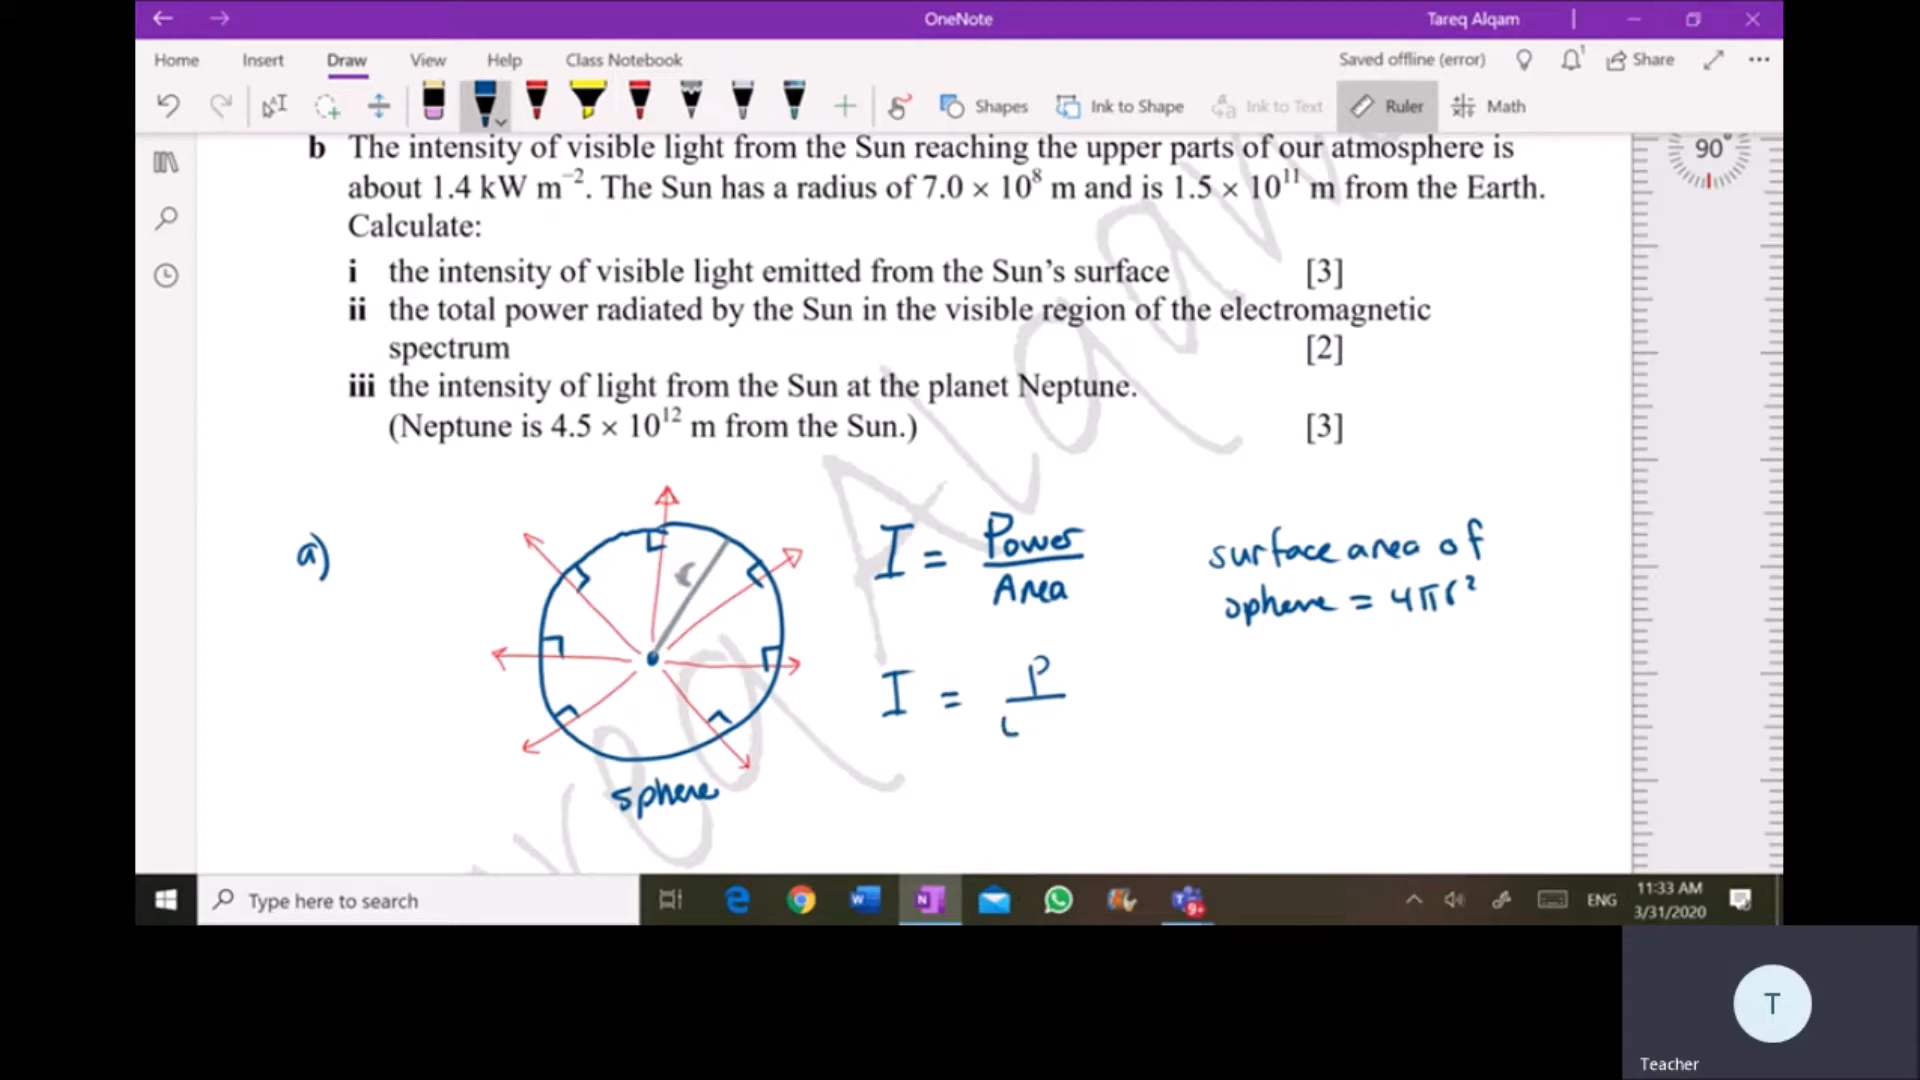 OneNote
Tareq Alqam
Home Insert Draw View Help Class Notebook
Saved offline (error)
Share
Shapes Ink to Shape Ink to Text Ruler Math
b The intensity of visible light from the Sun reaching the upper parts of our atmosphere is
about 1.4 kW m⁻². The Sun has a radius of 7.0 × 10⁸ m and is 1.5 × 10¹¹ m from the Earth.
Calculate:
i the intensity of visible light emitted from the Sun's surface [3]
ii the total power radiated by the Sun in the visible region of the electromagnetic
spectrum [2]
iii the intensity of light from the Sun at the planet Neptune.
(Neptune is 4.5 × 10¹² m from the Sun.) [3]
90°
a)
r
I = Power / Area
surface area of
sphere = 4πr²
I = P
sphere
Type here to search
ENG
11:33 AM
3/31/2020
9+
T
Teacher